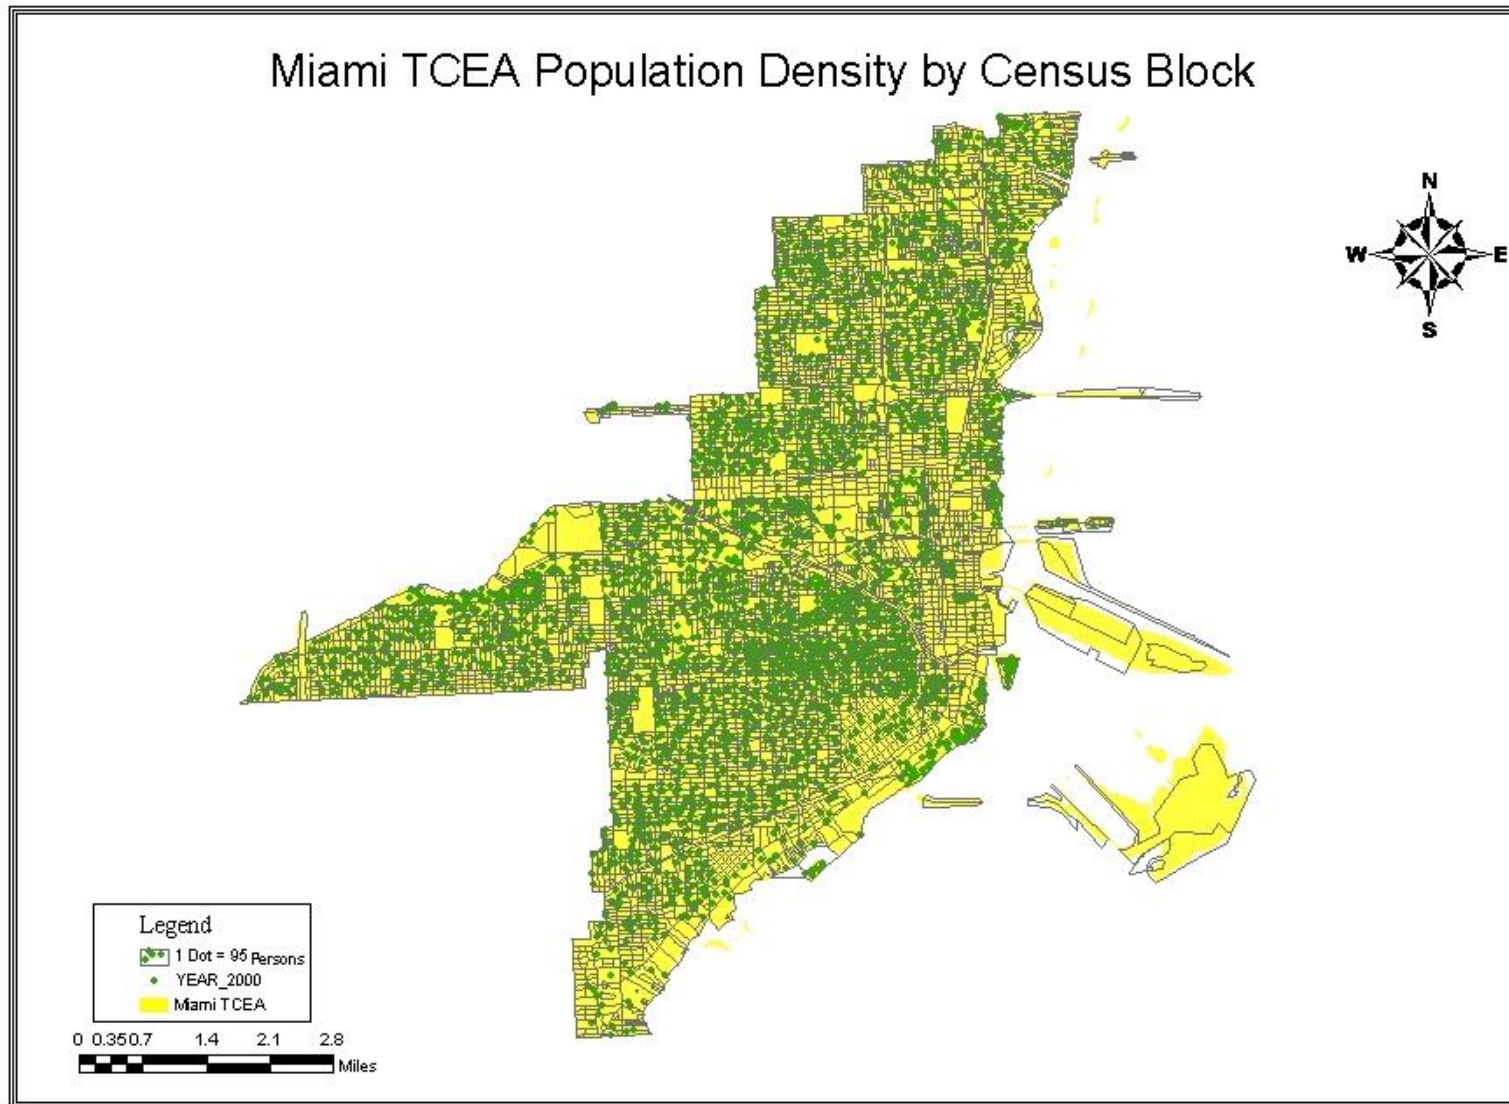 Miami TCEA Population Density by Census Block
N
W E
S
Legend
1 Dot = 95 Persons
YEAR_2000
Miami TCEA
0 0.350.7 1.4 2.1 2.8
Miles